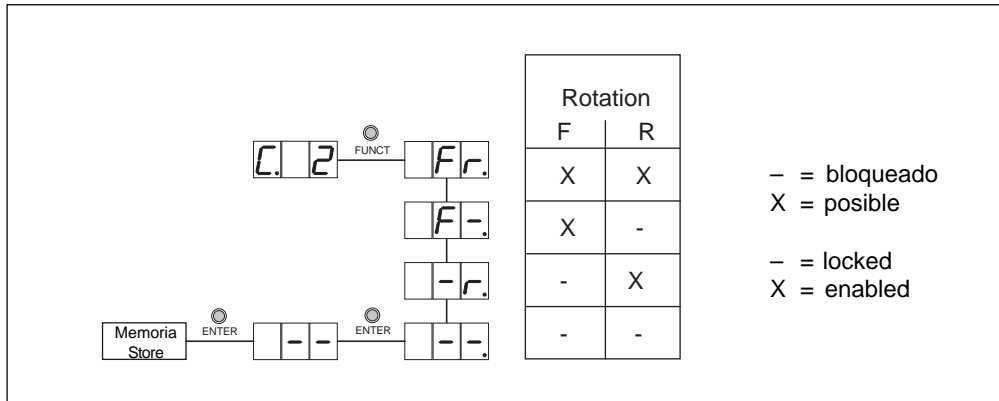 Rotation
F R
FUNCT
C. 2 Fr. X X
F-. X -
-r. - X
ENTER ENTER
Memoria
Store
-- --. - -
– = bloqueado
X = posible
– = locked
X = enabled